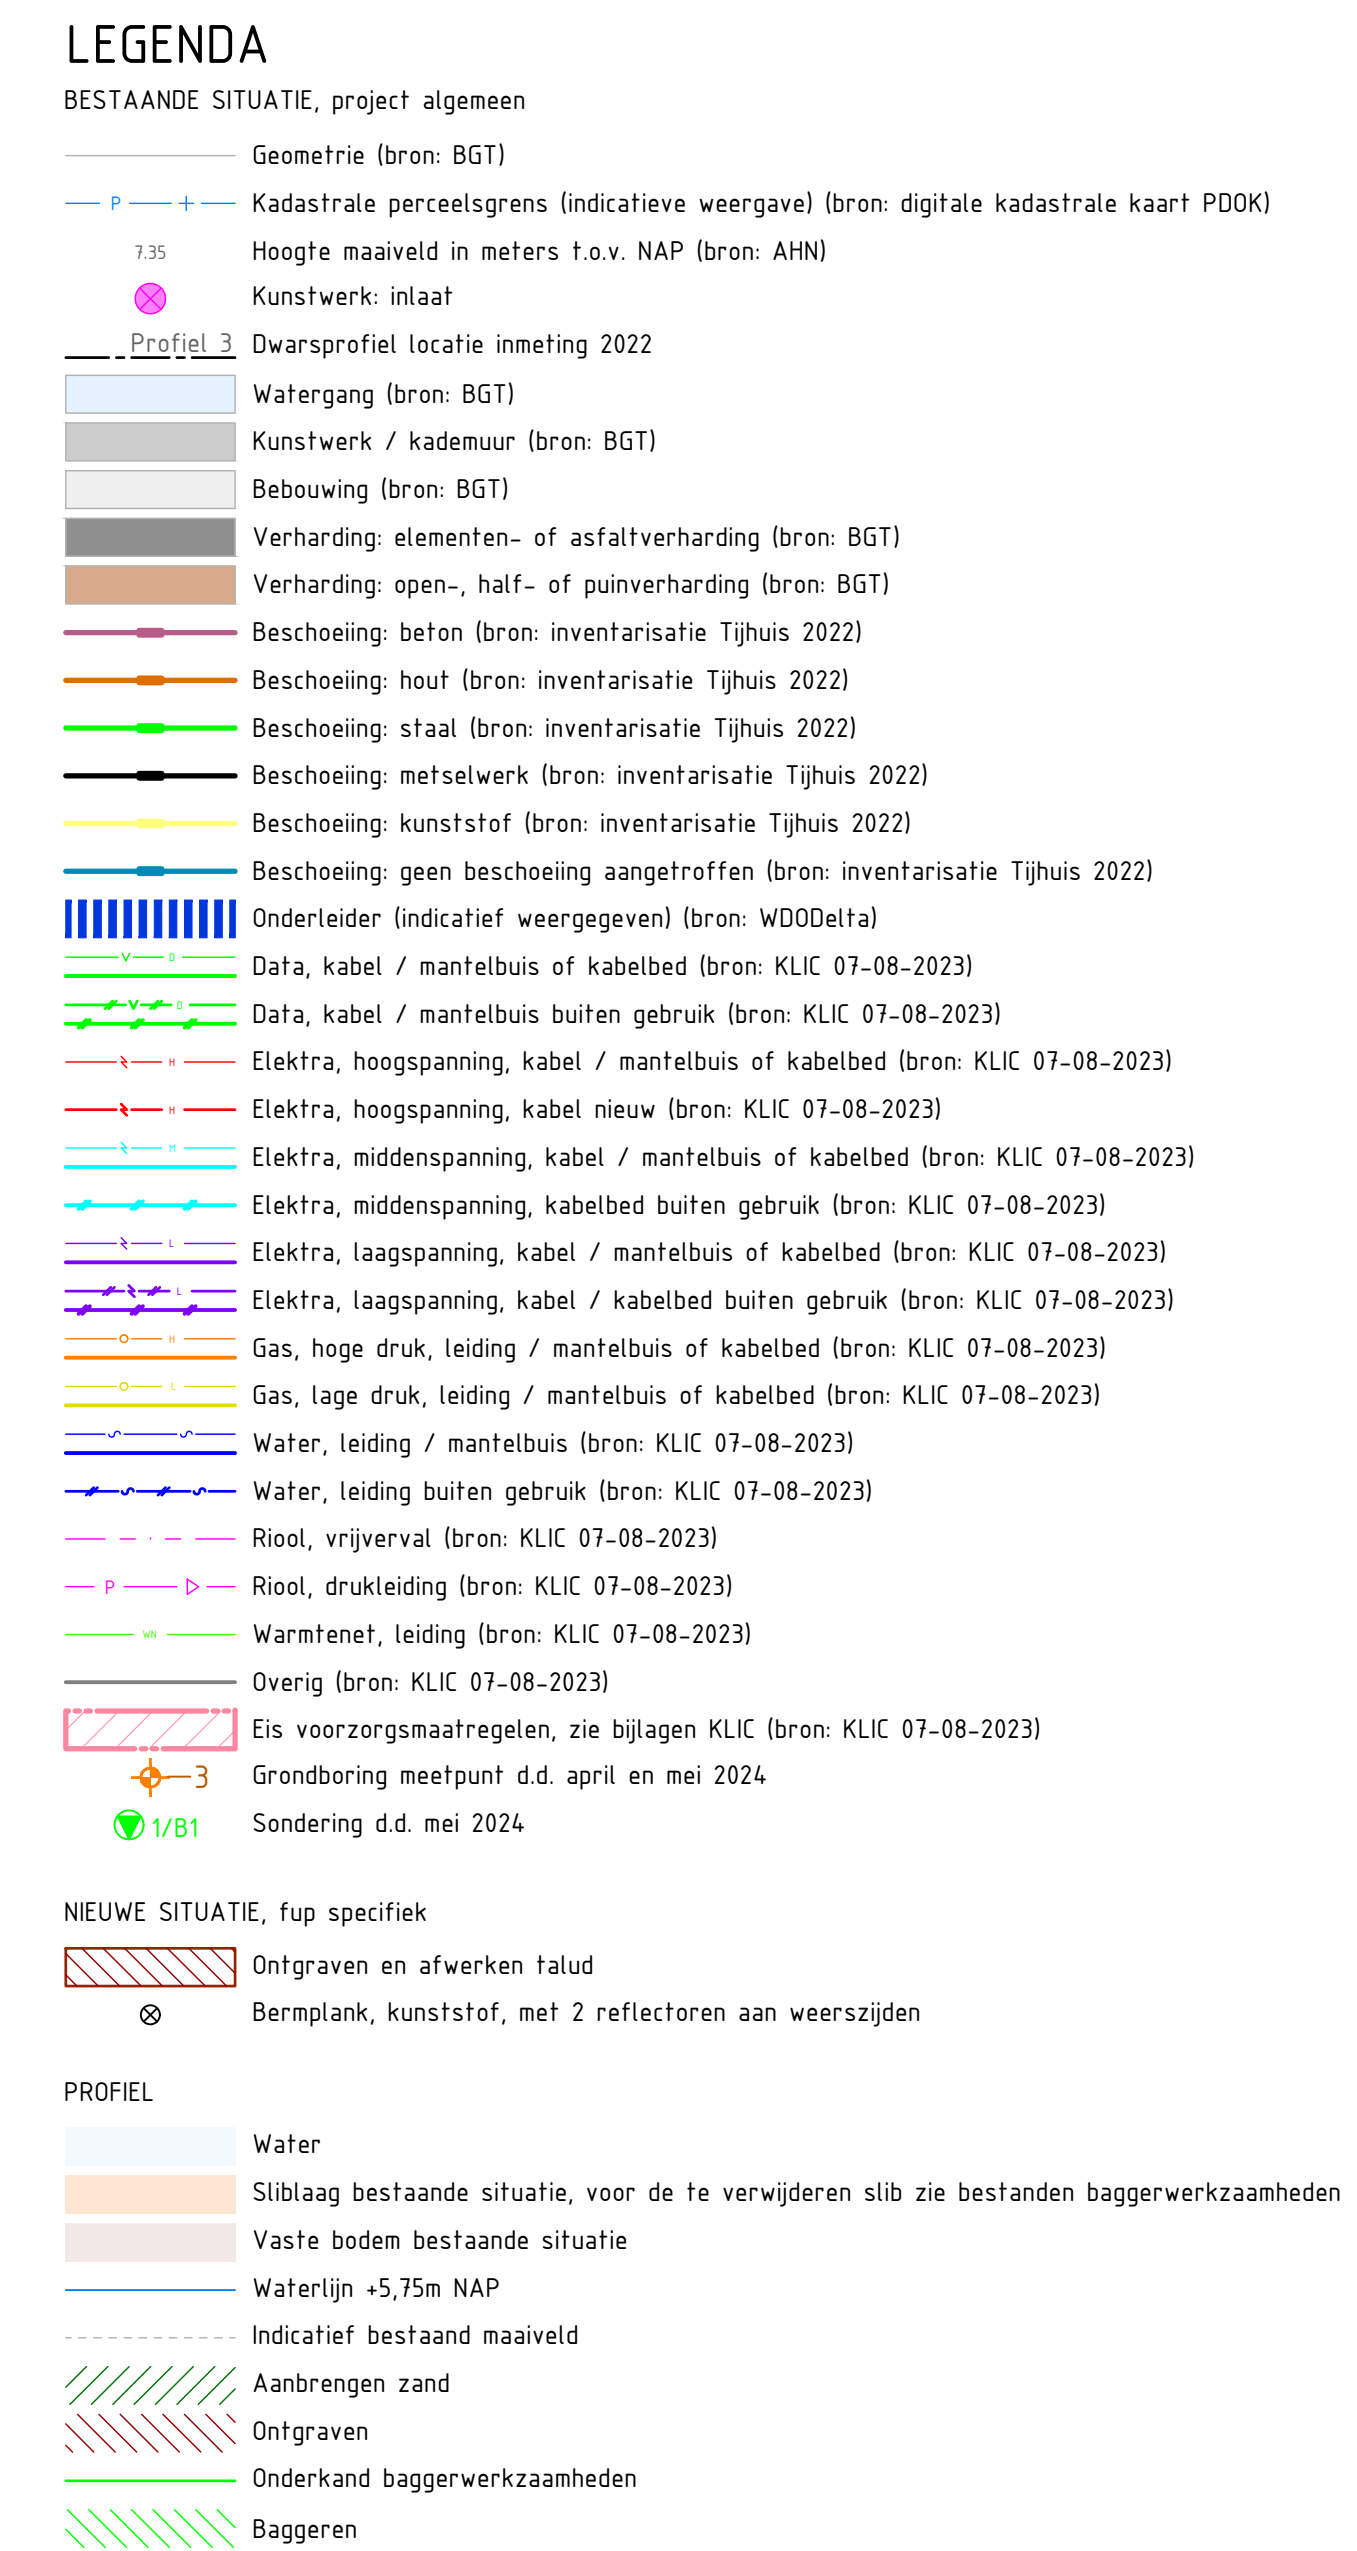 LEGENDA
BESTAANDE SITUATIE, project algemeen
Geometrie (bron: BGT)
P Kadastrale perceelsgrens (indicatieve weergave) (bron: digitale kadastrale kaart PDOK)
7.35 Hoogte maaiveld in meters t.o.v. NAP (bron: AHN)
Kunstwerk: inlaat
Profiel 3 Dwarsprofiel locatie inmeting 2022
Watergang (bron: BGT)
Kunstwerk / kademuur (bron: BGT)
Bebouwing (bron: BGT)
Verharding: elementen- of asfaltverharding (bron: BGT)
Verharding: open-, half- of puinverharding (bron: BGT)
Beschoeiing: beton (bron: inventarisatie Tijhuis 2022)
Beschoeiing: hout (bron: inventarisatie Tijhuis 2022)
Beschoeiing: staal (bron: inventarisatie Tijhuis 2022)
Beschoeiing: metselwerk (bron: inventarisatie Tijhuis 2022)
Beschoeiing: kunststof (bron: inventarisatie Tijhuis 2022)
Beschoeiing: geen beschoeiing aangetroffen (bron: inventarisatie Tijhuis 2022)
Onderleider (indicatief weergegeven) (bron: WDODelta)
V D Data, kabel / mantelbuis of kabelbed (bron: KLIC 07-08-2023)
V D Data, kabel / mantelbuis buiten gebruik (bron: KLIC 07-08-2023)
H Elektra, hoogspanning, kabel / mantelbuis of kabelbed (bron: KLIC 07-08-2023)
H Elektra, hoogspanning, kabel nieuw (bron: KLIC 07-08-2023)
M Elektra, middenspanning, kabel / mantelbuis of kabelbed (bron: KLIC 07-08-2023)
Elektra, middenspanning, kabelbed buiten gebruik (bron: KLIC 07-08-2023)
L Elektra, laagspanning, kabel / mantelbuis of kabelbed (bron: KLIC 07-08-2023)
L Elektra, laagspanning, kabel / kabelbed buiten gebruik (bron: KLIC 07-08-2023)
H Gas, hoge druk, leiding / mantelbuis of kabelbed (bron: KLIC 07-08-2023)
L Gas, lage druk, leiding / mantelbuis of kabelbed (bron: KLIC 07-08-2023)
Water, leiding / mantelbuis (bron: KLIC 07-08-2023)
Water, leiding buiten gebruik (bron: KLIC 07-08-2023)
Riool, vrijverval (bron: KLIC 07-08-2023)
P Riool, drukleiding (bron: KLIC 07-08-2023)
WN Warmtenet, leiding (bron: KLIC 07-08-2023)
Overig (bron: KLIC 07-08-2023)
Eis voorzorgsmaatregelen, zie bijlagen KLIC (bron: KLIC 07-08-2023)
3 Grondboring meetpunt d.d. april en mei 2024
1/B1 Sondering d.d. mei 2024
NIEUWE SITUATIE, fup specifiek
Ontgraven en afwerken talud
Bermplank, kunststof, met 2 reflectoren aan weerszijden
PROFIEL
Water
Sliblaag bestaande situatie, voor de te verwijderen slib zie bestanden baggerwerkzaamheden
Vaste bodem bestaande situatie
Waterlijn +5,75m NAP
Indicatief bestaand maaiveld
Aanbrengen zand
Ontgraven
Onderkand baggerwerkzaamheden
Baggeren